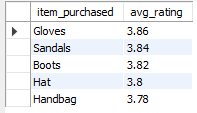 item_purchased avg_rating
Gloves 3.86
Sandals 3.84
Boots 3.82
Hat 3.8
Handbag 3.78